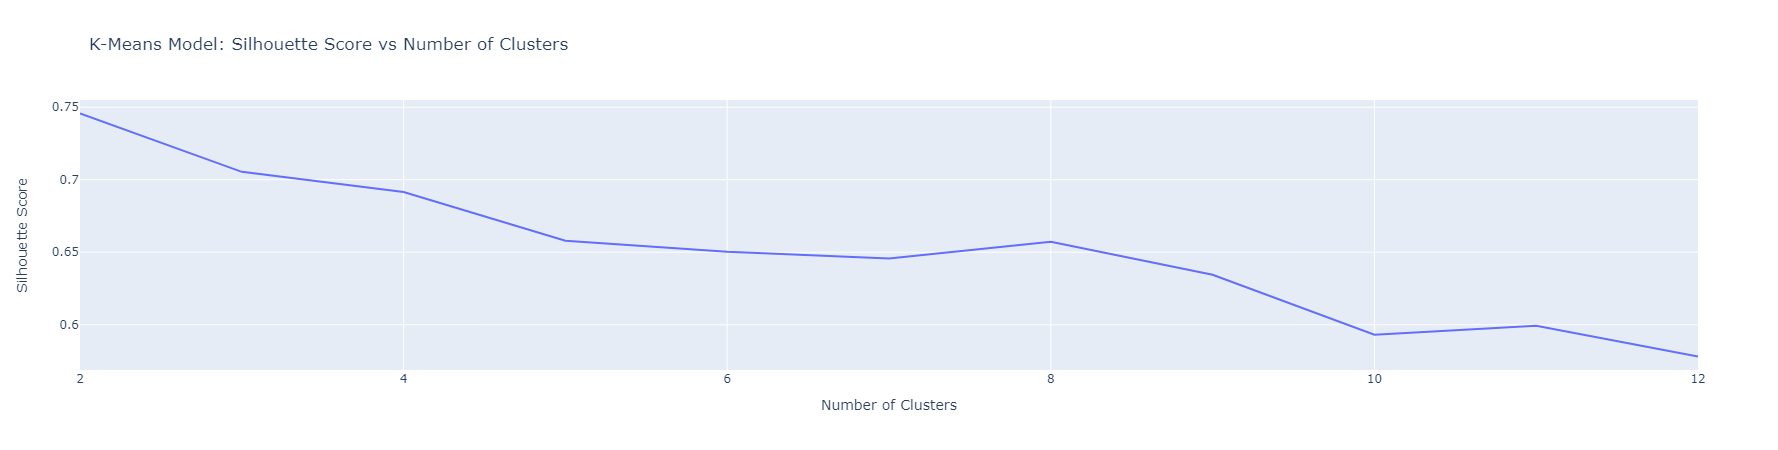 K-Means Model: Silhouette Score vs Number of Clusters
0.75
0.7
0.65
0.6
Silhouette Score
2 4 6 8 10 12
Number of Clusters